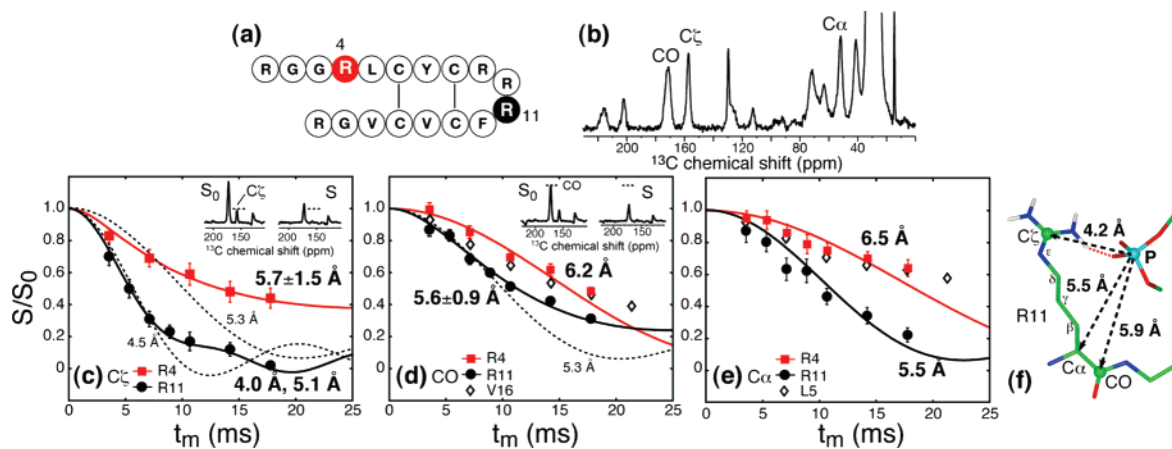 (a)
4
R G G R L C Y C R R
R 11
R G V C V C F
(b)
CO
Cζ
Cα
200 160 120 80 40
¹³C chemical shift (ppm)
S/S₀
1.0
0.8
0.6
0.4
0.2
0
S₀
Cζ
S
210 150
210 150
¹³C chemical shift (ppm)
5.7±1.5 Å
5.3 Å
4.5 Å
4.0 Å, 5.1 Å
(c) Cζ
R4
R11
0 5 10 15 20 25
tₘ (ms)
S₀
CO
S
210 150
210 150
¹³C chemical shift (ppm)
6.2 Å
5.6±0.9 Å
5.3 Å
(d) CO
R4
R11
V16
0 5 10 15 20 25
tₘ (ms)
6.5 Å
5.5 Å
(e) Cα
R4
R11
L5
0 5 10 15 20 25
tₘ (ms)
Cζ
4.2 Å
P
ε
5.5 Å
δ
γ
5.9 Å
R11
β
Cα
CO
(f)